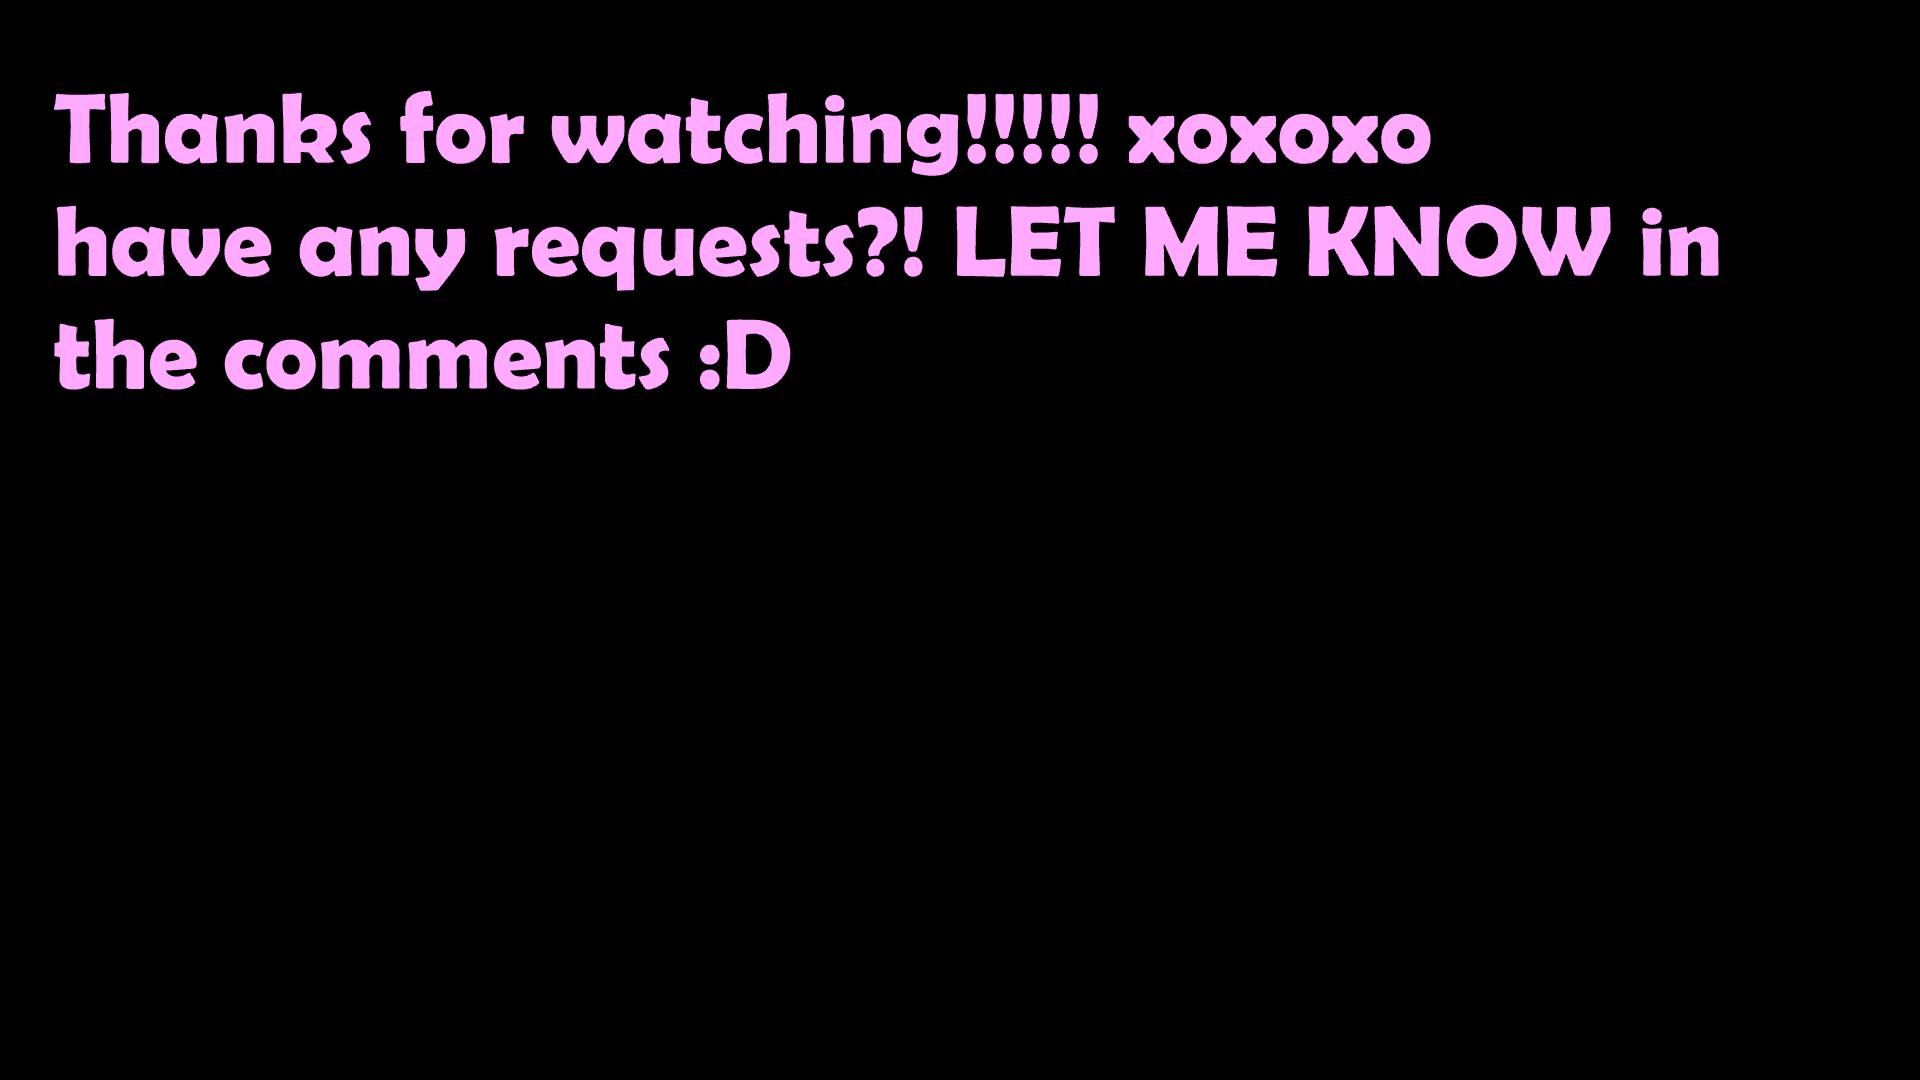 Thanks for watching!!!!! xoxoxo
have any requests?! LET ME KNOW in
the comments :D